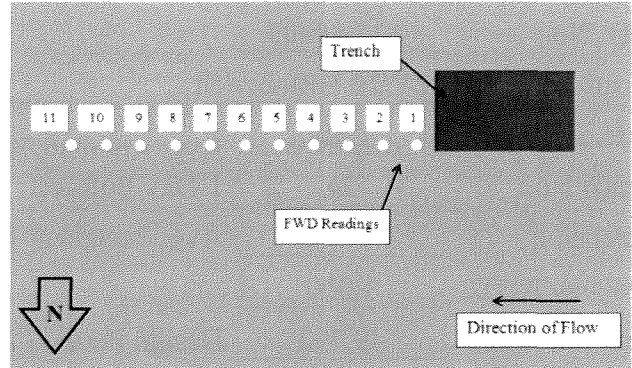 Trench
11 10 9 8 7 6 5 4 3 2 1
FWD Readings
N
Direction of Flow